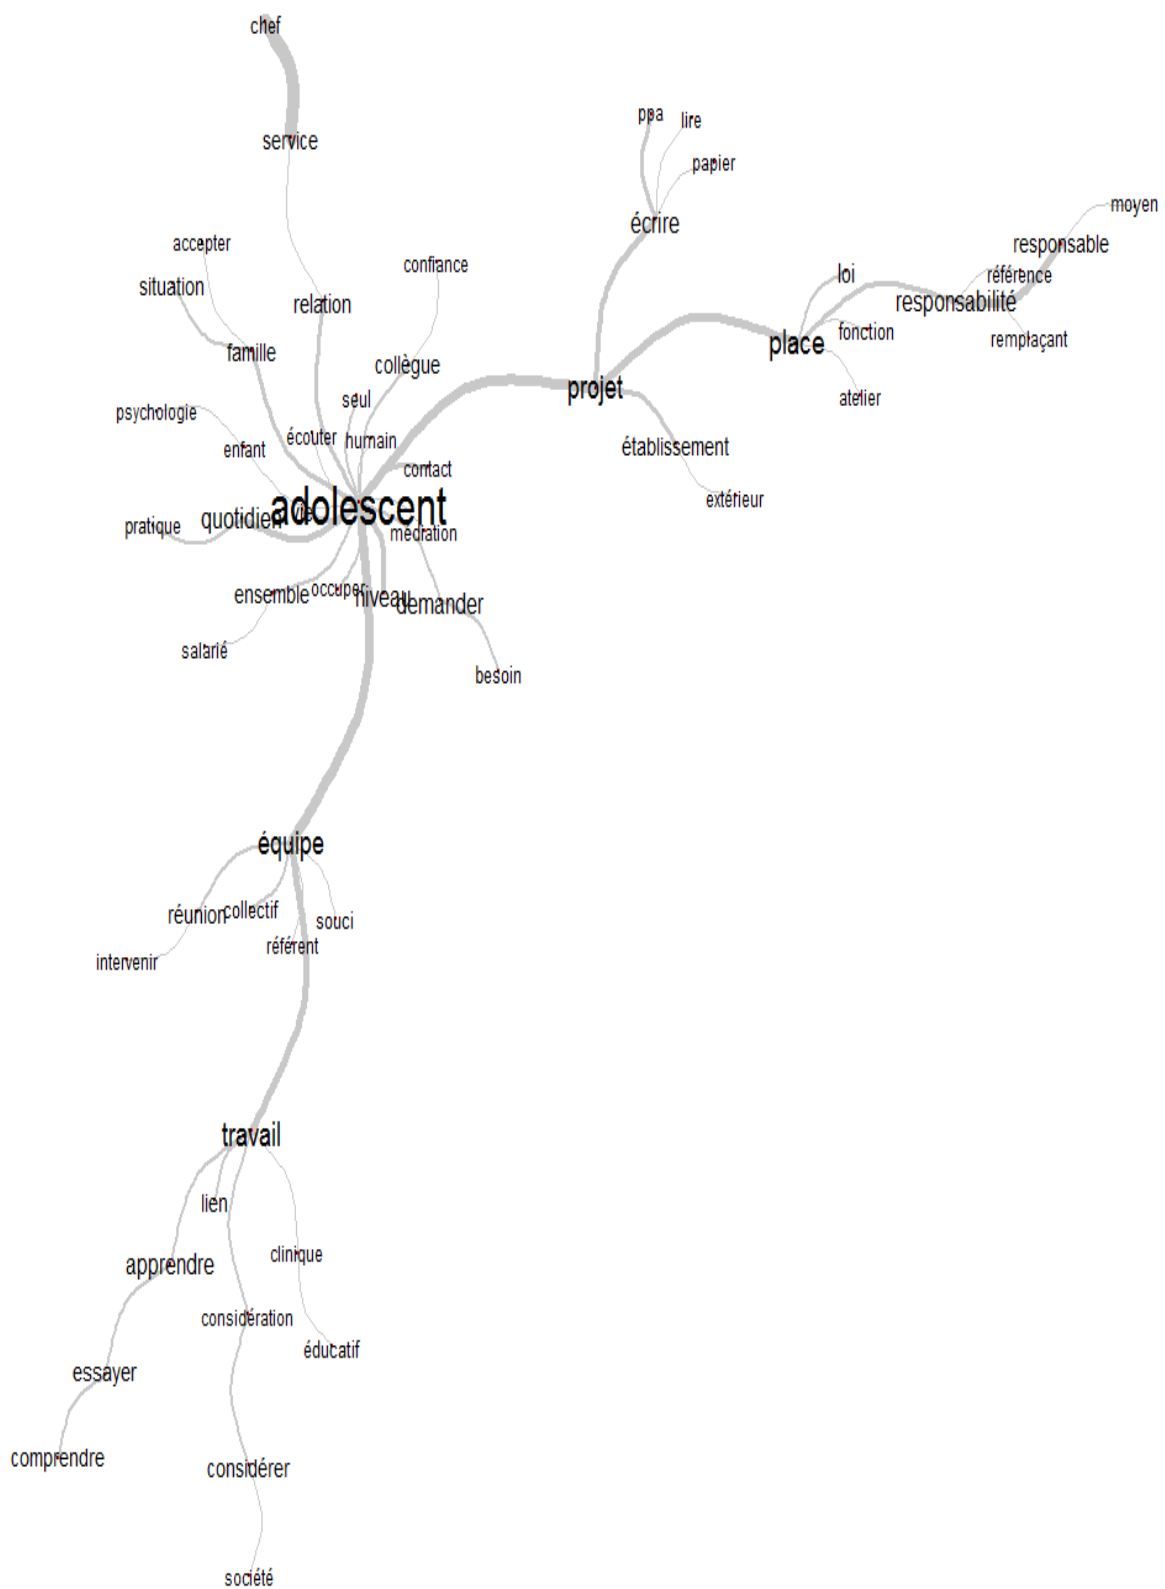 chef
ppa
lire
service
papier
moyen
écrire
accepter
responsable
confiance
loi
référence
situation
relation
responsabilité
fonction
remplaçant
place
famille
collègue
projet
seul
atelier
psychologie
écouter
humain
enfant
établissement
contact
extérieur
adolescent
vie
quotidien
pratique
médiation
ensemble
occuper
niveau
demander
salarié
besoin
équipe
réunion
collectif
souci
référent
intervenir
travail
lien
clinique
apprendre
considération
éducatif
essayer
comprendre
considérer
société